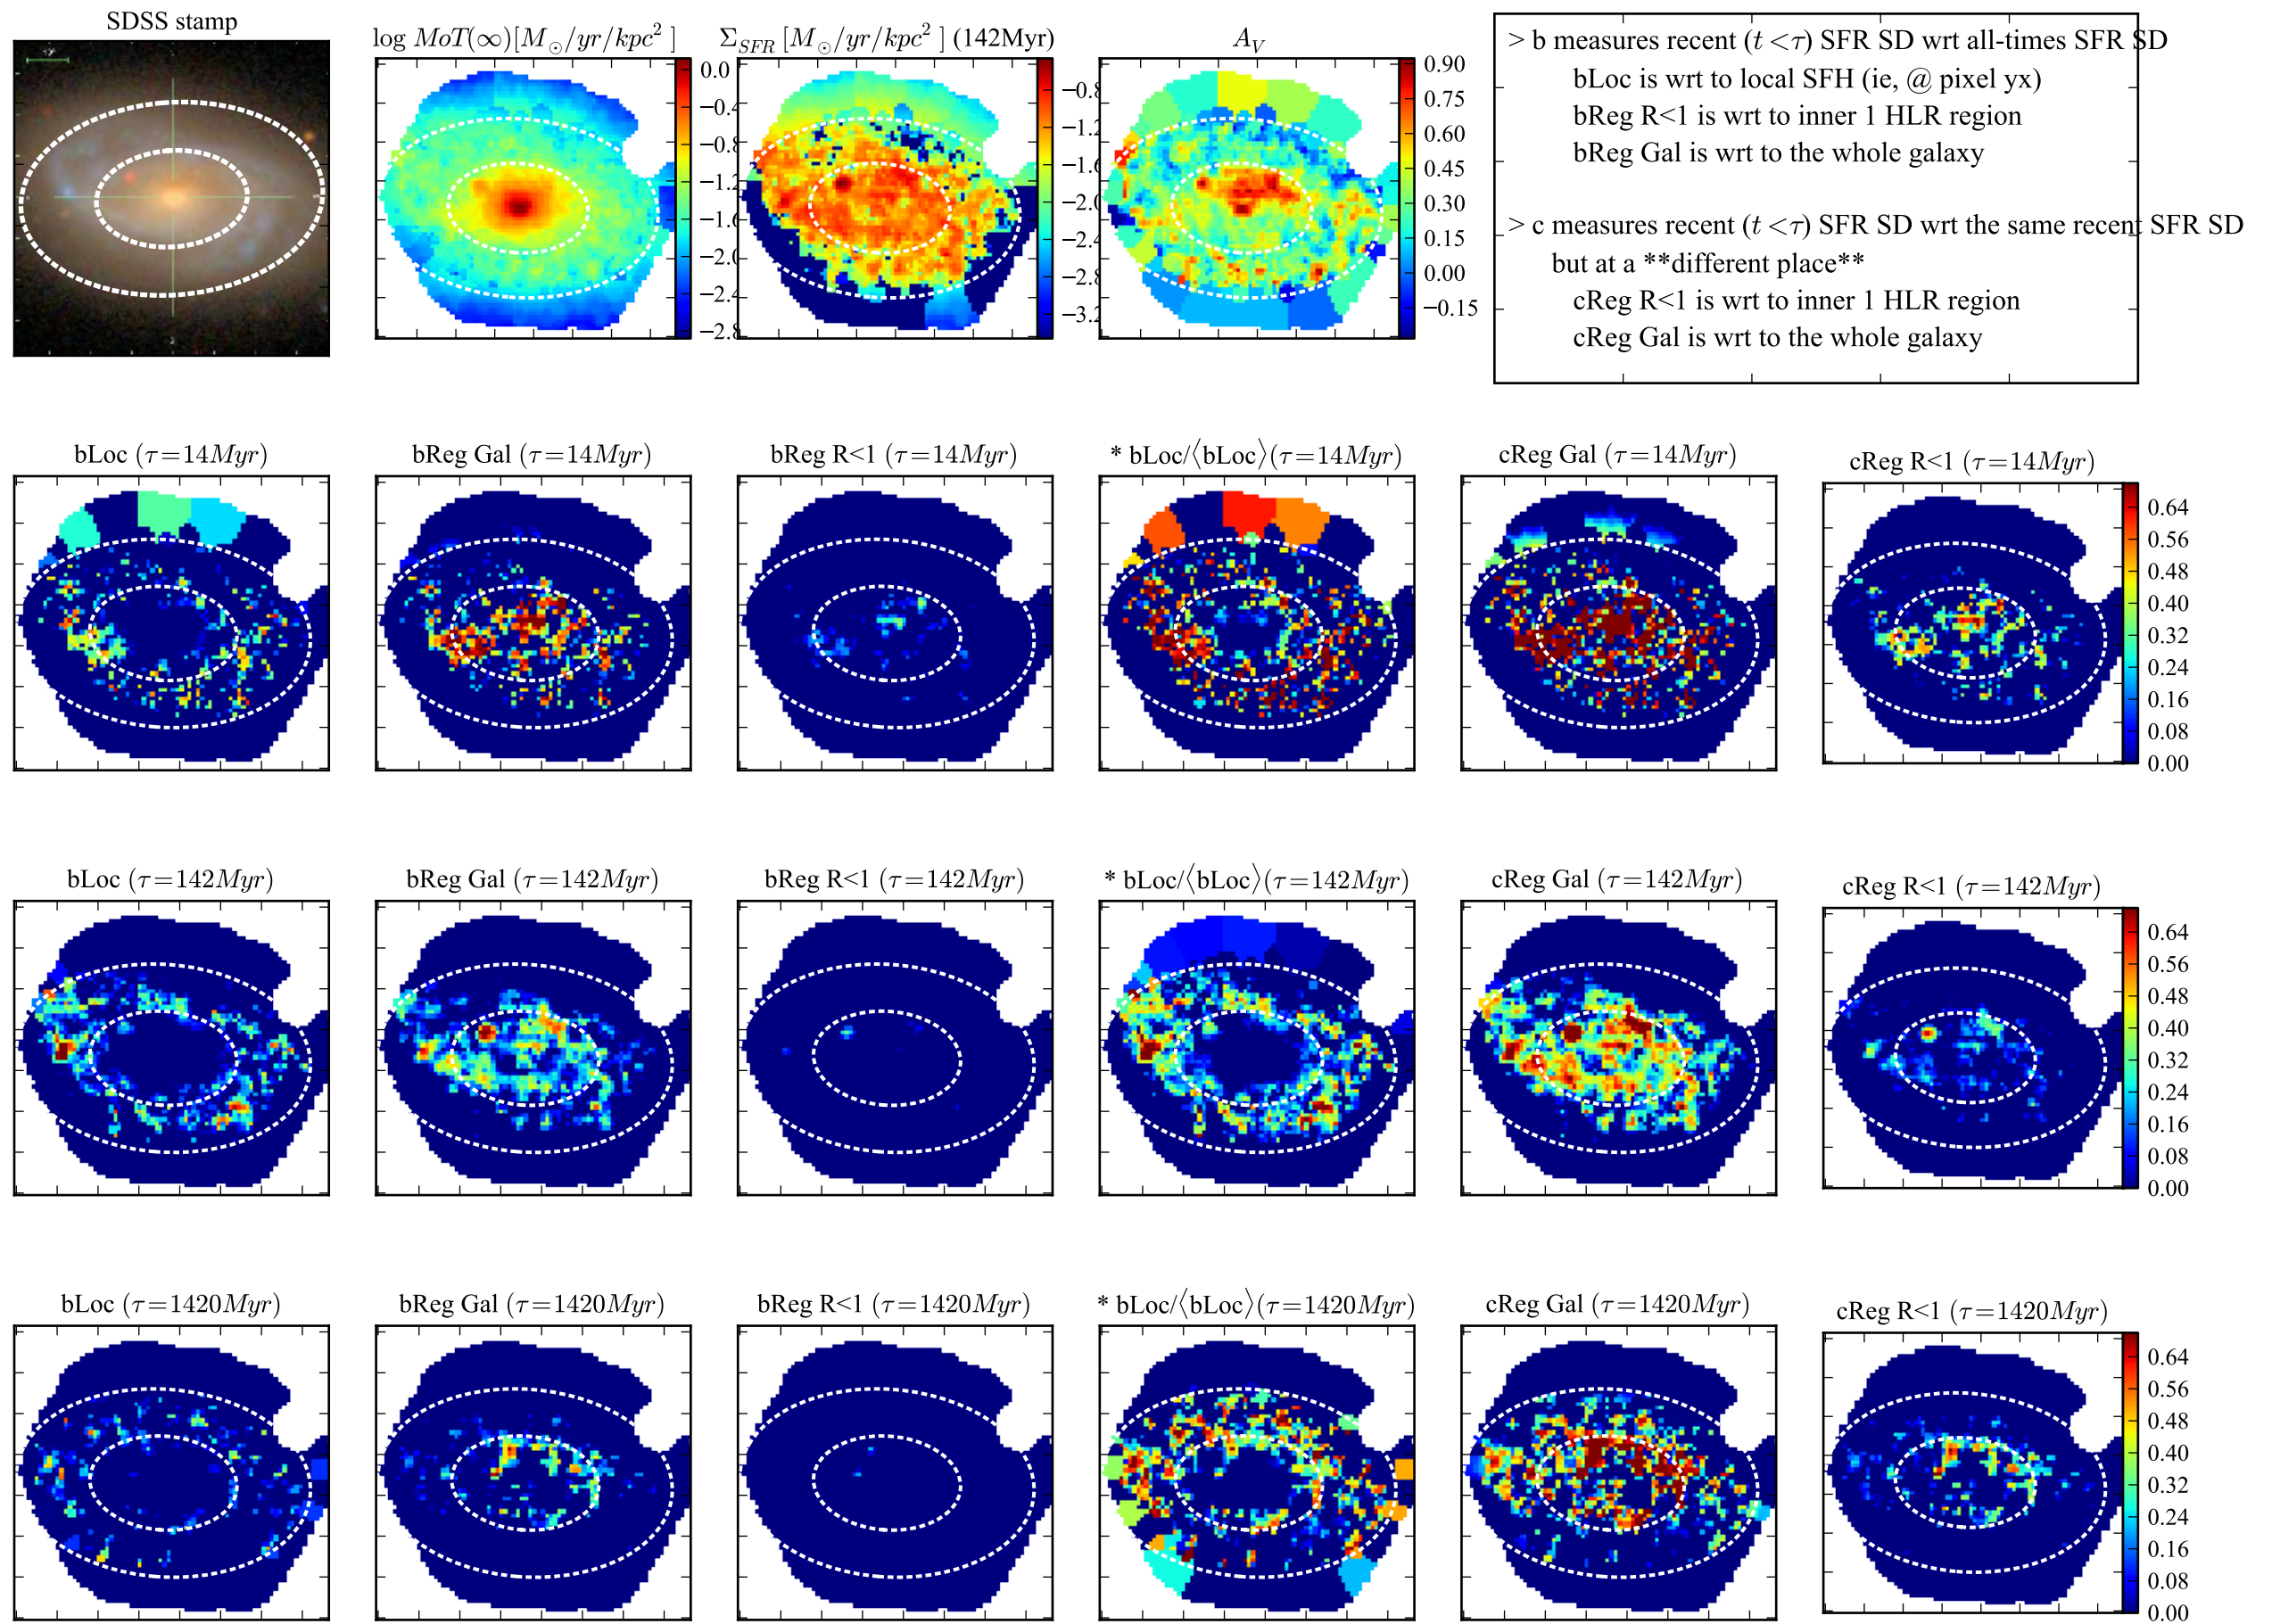 SDSS stamp
log MoT(∞)[M⊙/yr/kpc²]
Σ_SFR [M⊙/yr/kpc²] (142Myr)
A_V
0.0
−0.4
−0.8
−1.2
−1.6
−2.0
−2.4
−2.8
−0.8
−1.2
−1.6
−2.0
−2.4
−2.8
−3.2
0.90
0.75
0.60
0.45
0.30
0.15
0.00
−0.15
> b measures recent (t < τ) SFR SD wrt all-times SFR SD
bLoc is wrt to local SFH (ie, @ pixel yx)
bReg R<1 is wrt to inner 1 HLR region
bReg Gal is wrt to the whole galaxy
> c measures recent (t < τ) SFR SD wrt the same recent SFR SD
but at a **different place**
cReg R<1 is wrt to inner 1 HLR region
cReg Gal is wrt to the whole galaxy
bLoc (τ=14Myr)
bReg Gal (τ=14Myr)
bReg R<1 (τ=14Myr)
* bLoc/⟨bLoc⟩(τ=14Myr)
cReg Gal (τ=14Myr)
cReg R<1 (τ=14Myr)
0.64
0.56
0.48
0.40
0.32
0.24
0.16
0.08
0.00
bLoc (τ=142Myr)
bReg Gal (τ=142Myr)
bReg R<1 (τ=142Myr)
* bLoc/⟨bLoc⟩(τ=142Myr)
cReg Gal (τ=142Myr)
cReg R<1 (τ=142Myr)
0.64
0.56
0.48
0.40
0.32
0.24
0.16
0.08
0.00
bLoc (τ=1420Myr)
bReg Gal (τ=1420Myr)
bReg R<1 (τ=1420Myr)
* bLoc/⟨bLoc⟩(τ=1420Myr)
cReg Gal (τ=1420Myr)
cReg R<1 (τ=1420Myr)
0.64
0.56
0.48
0.40
0.32
0.24
0.16
0.08
0.00